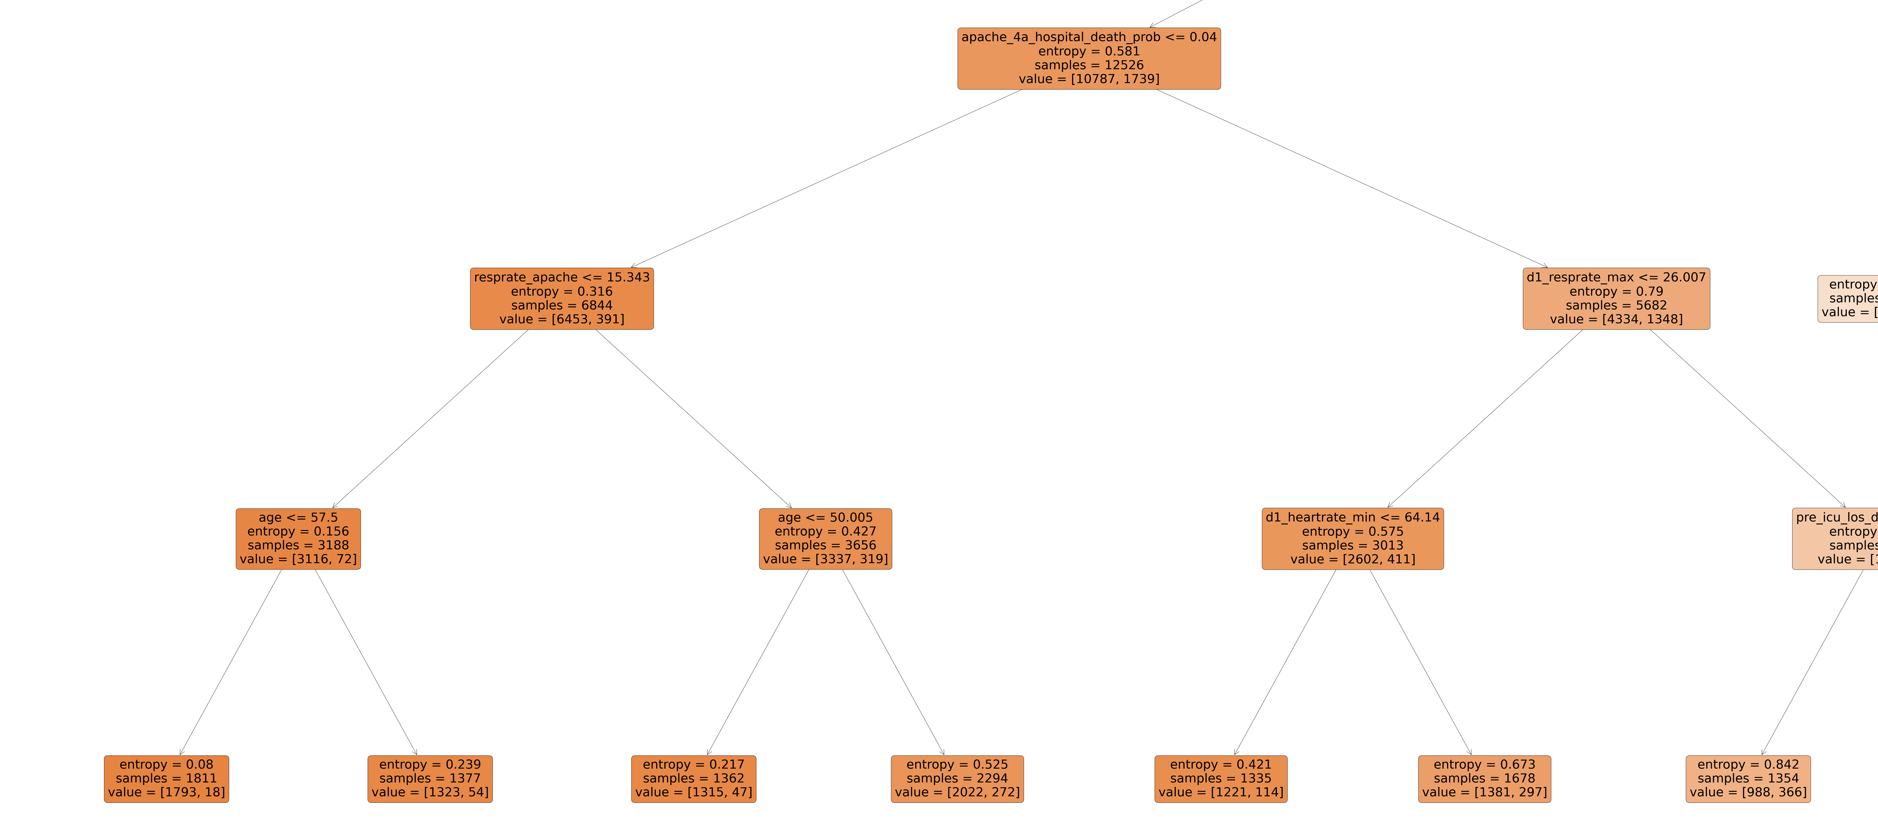 apache_4a_hospital_death_prob <= 0.04
entropy = 0.581
samples = 12526
value = [10787, 1739]
resprate_apache <= 15.343
entropy = 0.316
samples = 6844
value = [6453, 391]
d1_resprate_max <= 26.007
entropy = 0.79
samples = 5682
value = [4334, 1348]
entropy
samples
value = [
age <= 57.5
entropy = 0.156
samples = 3188
value = [3116, 72]
age <= 50.005
entropy = 0.427
samples = 3656
value = [3337, 319]
d1_heartrate_min <= 64.14
entropy = 0.575
samples = 3013
value = [2602, 411]
pre_icu_los_d
entropy
samples
value = [
entropy = 0.08
samples = 1811
value = [1793, 18]
entropy = 0.239
samples = 1377
value = [1323, 54]
entropy = 0.217
samples = 1362
value = [1315, 47]
entropy = 0.525
samples = 2294
value = [2022, 272]
entropy = 0.421
samples = 1335
value = [1221, 114]
entropy = 0.673
samples = 1678
value = [1381, 297]
entropy = 0.842
samples = 1354
value = [988, 366]